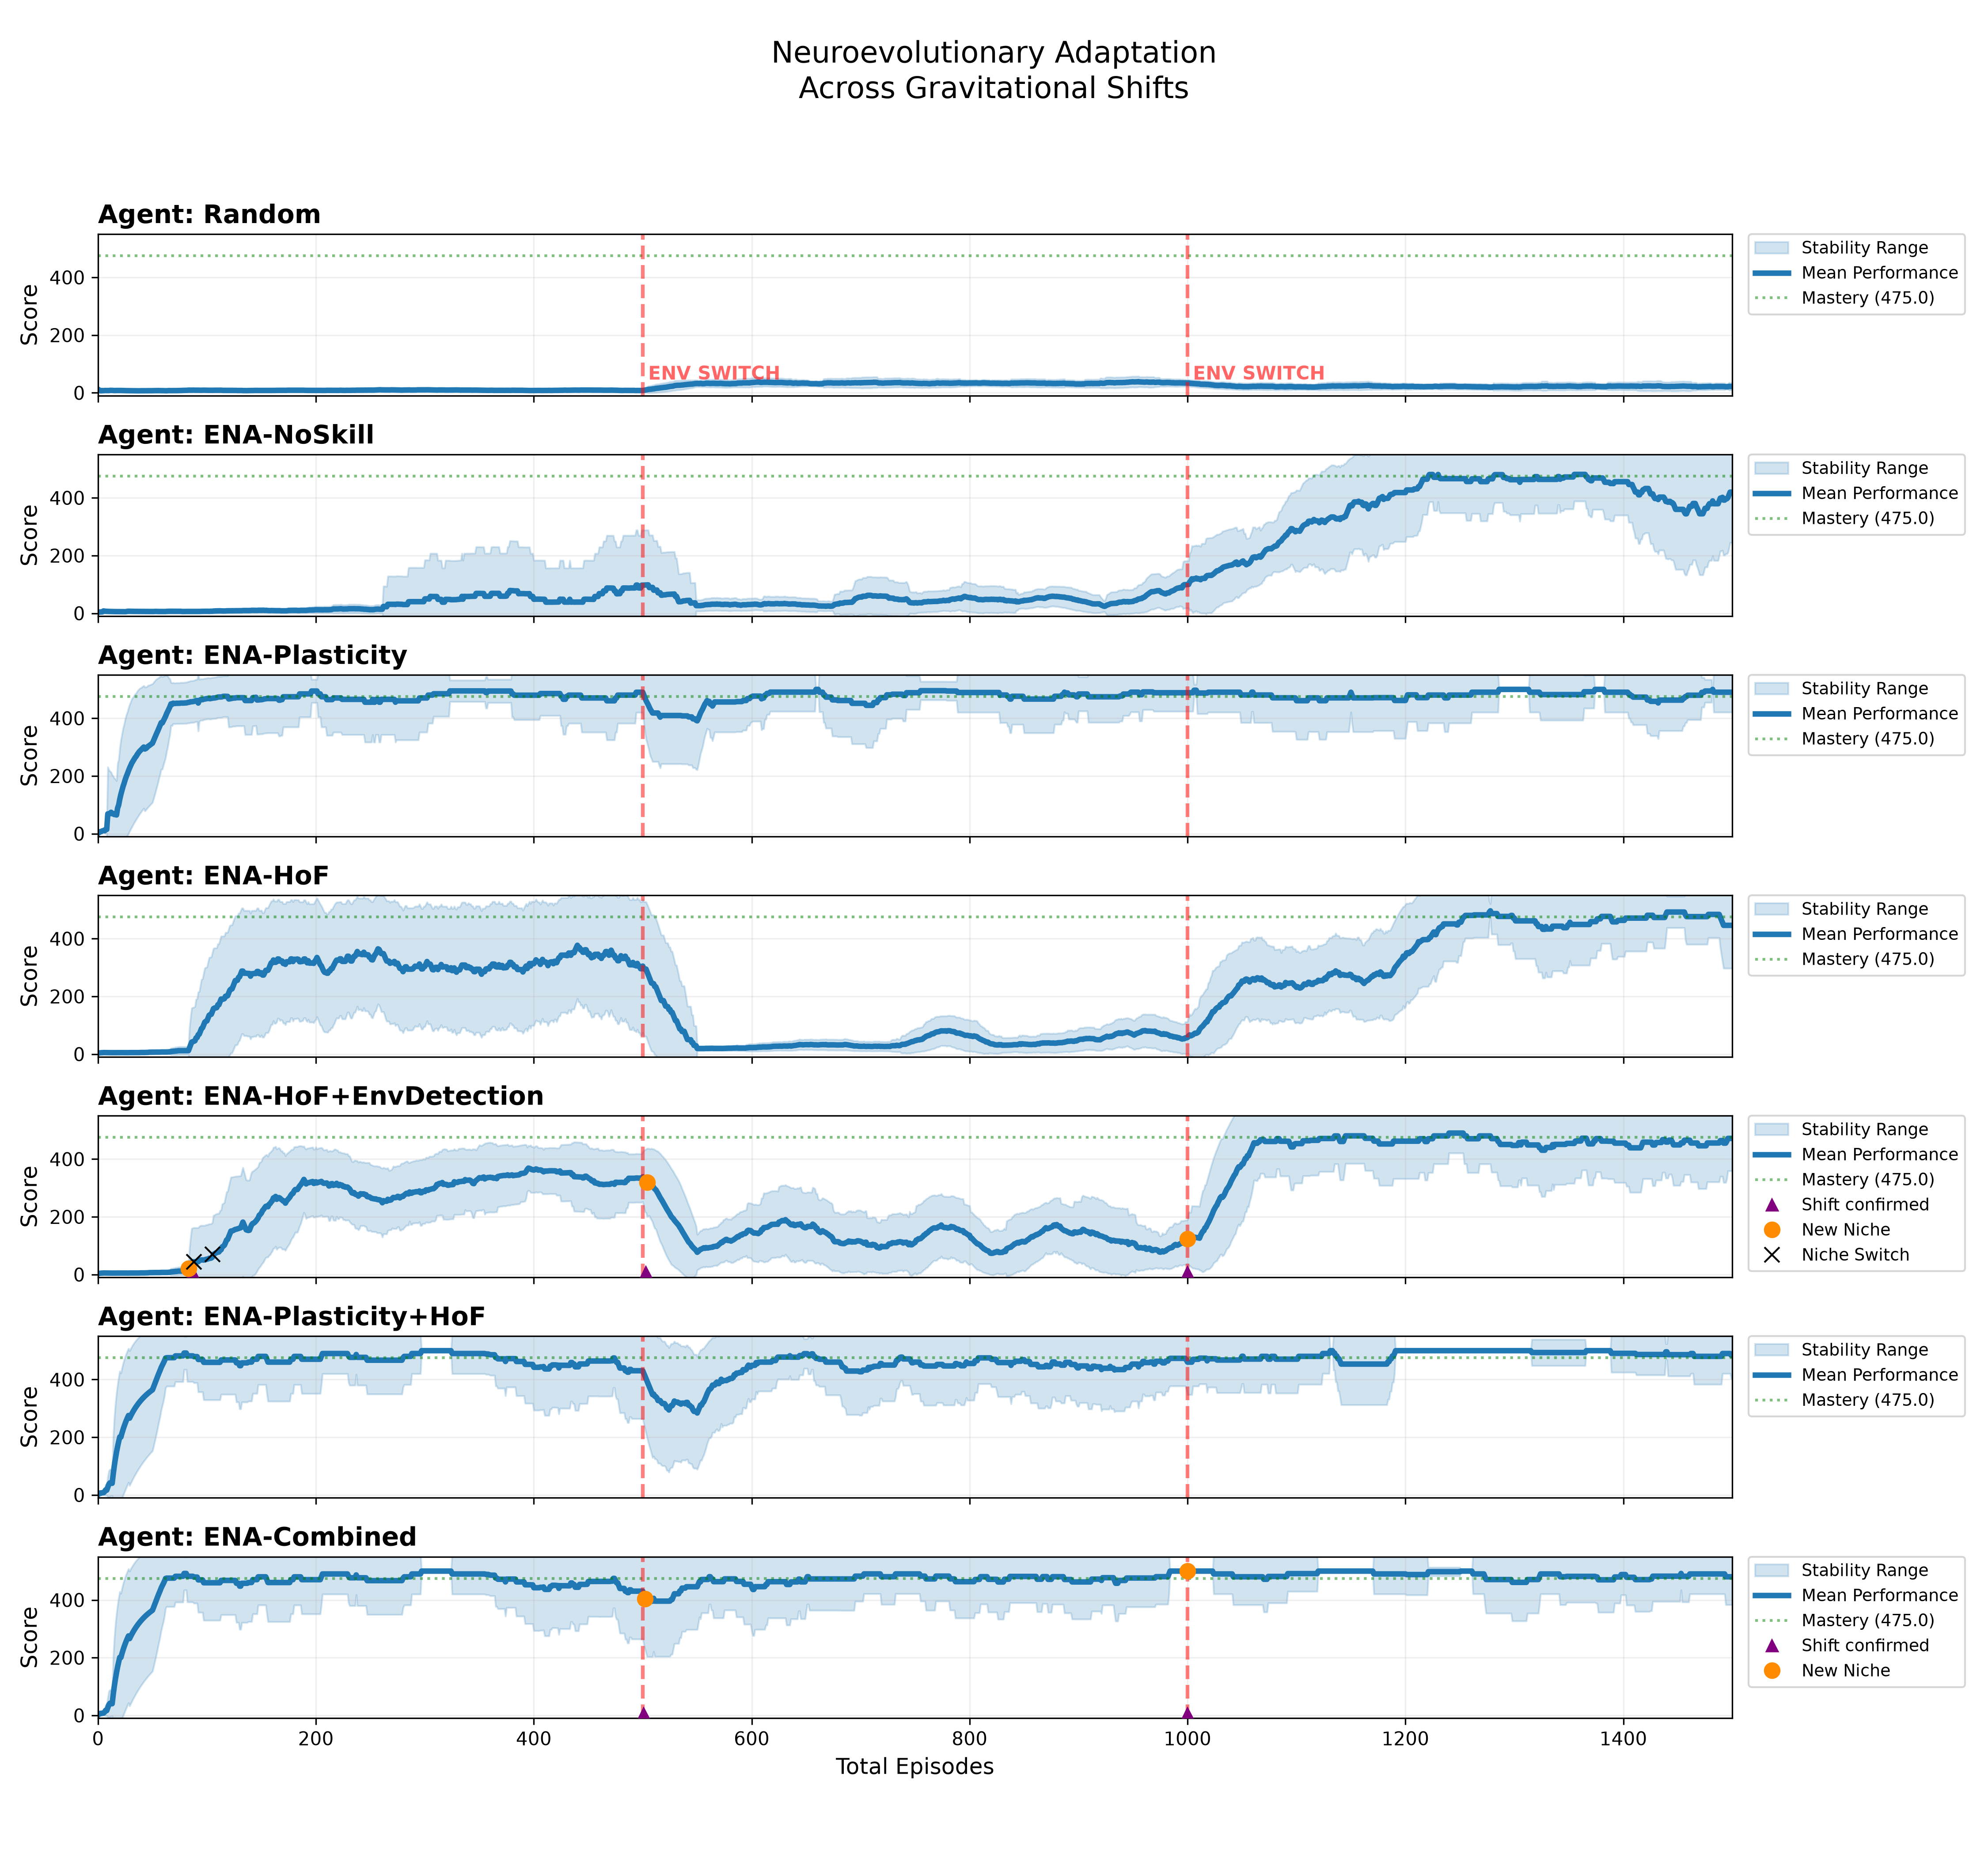 Neuroevolutionary Adaptation
Across Gravitational Shifts
Agent: Random
Score
400
200
0
ENV SWITCH
ENV SWITCH
Stability Range
Mean Performance
Mastery (475.0)
Agent: ENA-NoSkill
Score
400
200
0
Stability Range
Mean Performance
Mastery (475.0)
Agent: ENA-Plasticity
Score
400
200
0
Stability Range
Mean Performance
Mastery (475.0)
Agent: ENA-HoF
Score
400
200
0
Stability Range
Mean Performance
Mastery (475.0)
Agent: ENA-HoF+EnvDetection
Score
400
200
0
Stability Range
Mean Performance
Mastery (475.0)
Shift confirmed
New Niche
Niche Switch
Agent: ENA-Plasticity+HoF
Score
400
200
0
Stability Range
Mean Performance
Mastery (475.0)
Agent: ENA-Combined
Score
400
200
0
Stability Range
Mean Performance
Mastery (475.0)
Shift confirmed
New Niche
0 200 400 600 800 1000 1200 1400
Total Episodes